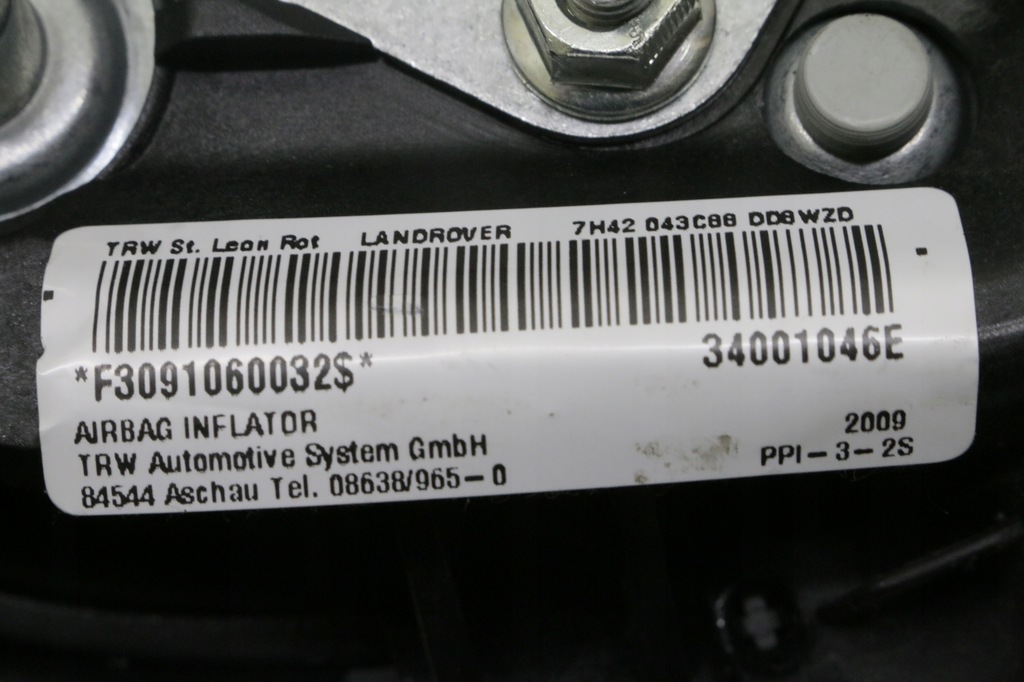 TRW St. Leon Rot LANDROVER 7H42 043C88 DD8WZD
*F3091060032$* 34001046E
AIRBAG INFLATOR 2009
TRW Automotive System GmbH PPI-3-2S
84544 Aschau Tel. 08638/965-0